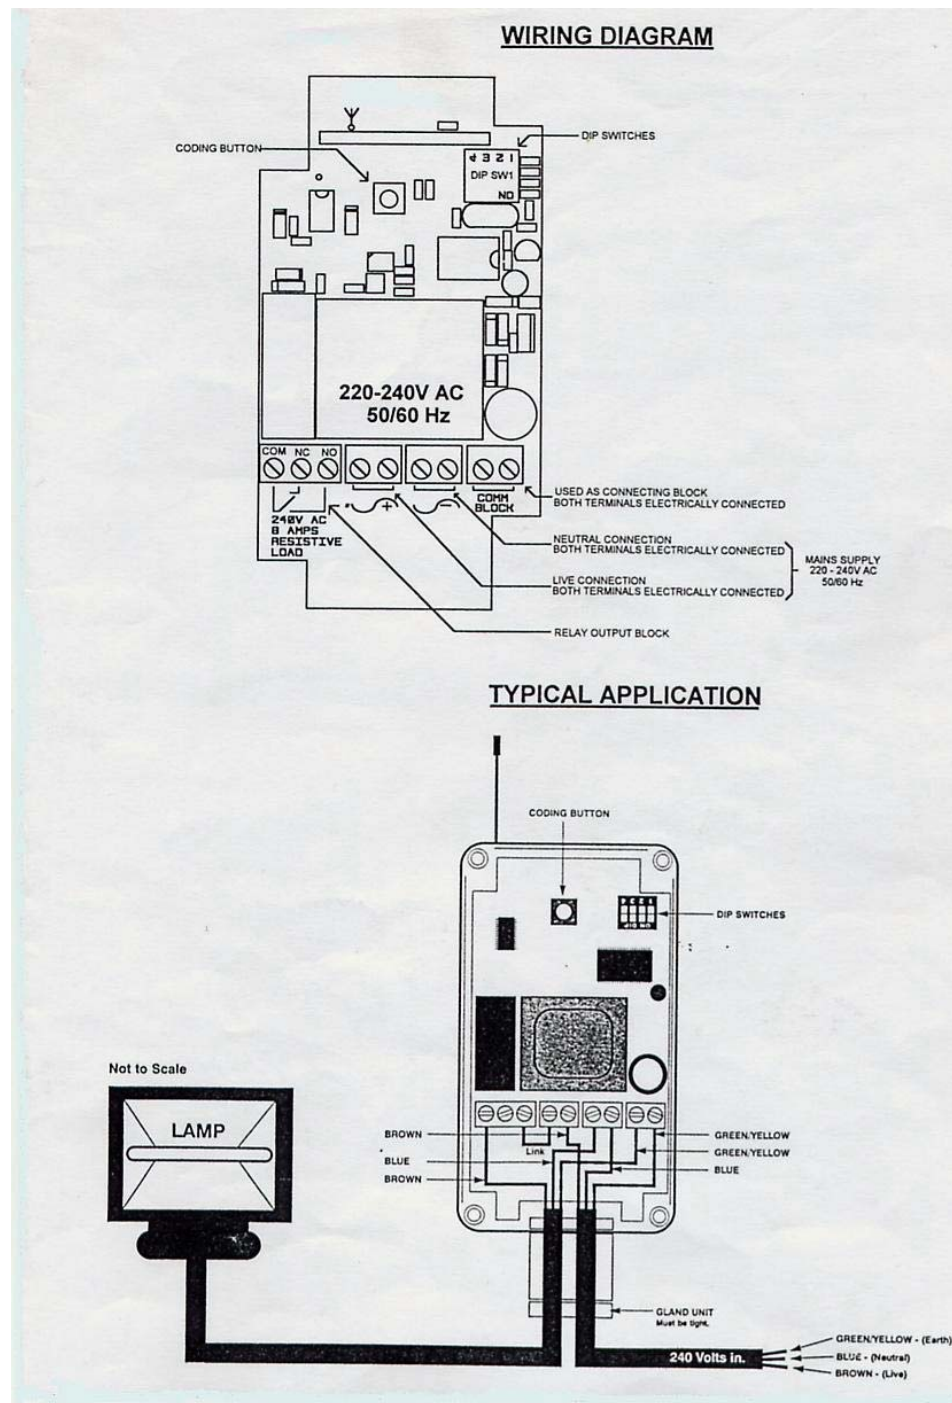 WIRING DIAGRAM
CODING BUTTON
DIP SWITCHES
4 3 2 1
DIP SW1
ON
220-240V AC
50/60 Hz
COM NC NO
240V AC
8 AMPS
RESISTIVE
LOAD
+
−
COMM
BLOCK
USED AS CONNECTING BLOCK
BOTH TERMINALS ELECTRICALLY CONNECTED
NEUTRAL CONNECTION
BOTH TERMINALS ELECTRICALLY CONNECTED
LIVE CONNECTION
BOTH TERMINALS ELECTRICALLY CONNECTED
MAINS SUPPLY
220 - 240V AC
50/60 Hz
RELAY OUTPUT BLOCK
TYPICAL APPLICATION
CODING BUTTON
DIP SWITCHES
Not to Scale
LAMP
BROWN
Link
BLUE
BROWN
GREEN/YELLOW
GREEN/YELLOW
BLUE
GLAND UNIT
Must be tight.
240 Volts in.
GREEN/YELLOW - (Earth)
BLUE - (Neutral)
BROWN - (Live)